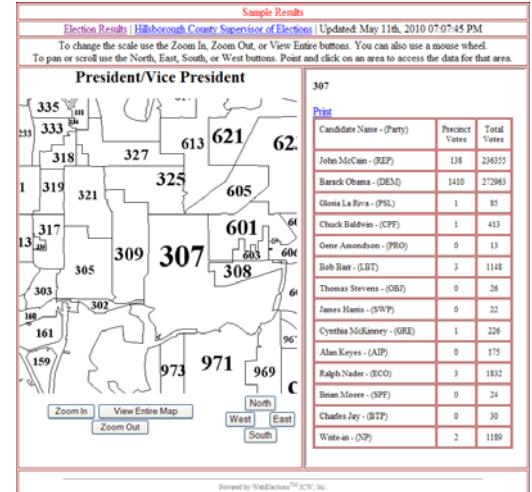 Sample Results
Election Results | Hillsborough County Supervisor of Elections | Updated: May 11th, 2010 07:07:45 PM
To change the scale use the Zoom In, Zoom Out, or View Entire buttons. You can also use a mouse wheel.
To pan or scroll use the North, East, South, or West buttons. Point and click on an area to access the data for that area.
President/Vice President
335
333
318
327
613
621
62
319
321
325
605
317
13
305
309
307
601
603
308
303
302
161
159
973
971
969
Zoom In
View Entire Map
Zoom Out
North
West
East
South
307
Print
Candidate Name - (Party) Precinct Votes Total Votes
John McCain - (REP) 138 236355
Barack Obama - (DEM) 1410 272963
Gloria La Riva - (PSL) 1 85
Chuck Baldwin - (CPF) 1 413
Gene Amondson - (PRO) 0 13
Bob Barr - (LBT) 3 1148
Thomas Stevens - (OBJ) 0 26
James Harris - (SWP) 0 22
Cynthia McKinney - (GRE) 1 226
Alan Keyes - (AIP) 0 175
Ralph Nader - (ECO) 3 1832
Brian Moore - (SPF) 0 24
Charles Jay - (BTP) 0 30
Write-in - (NP) 2 1189
Powered by WebElections™ ICW, Inc.